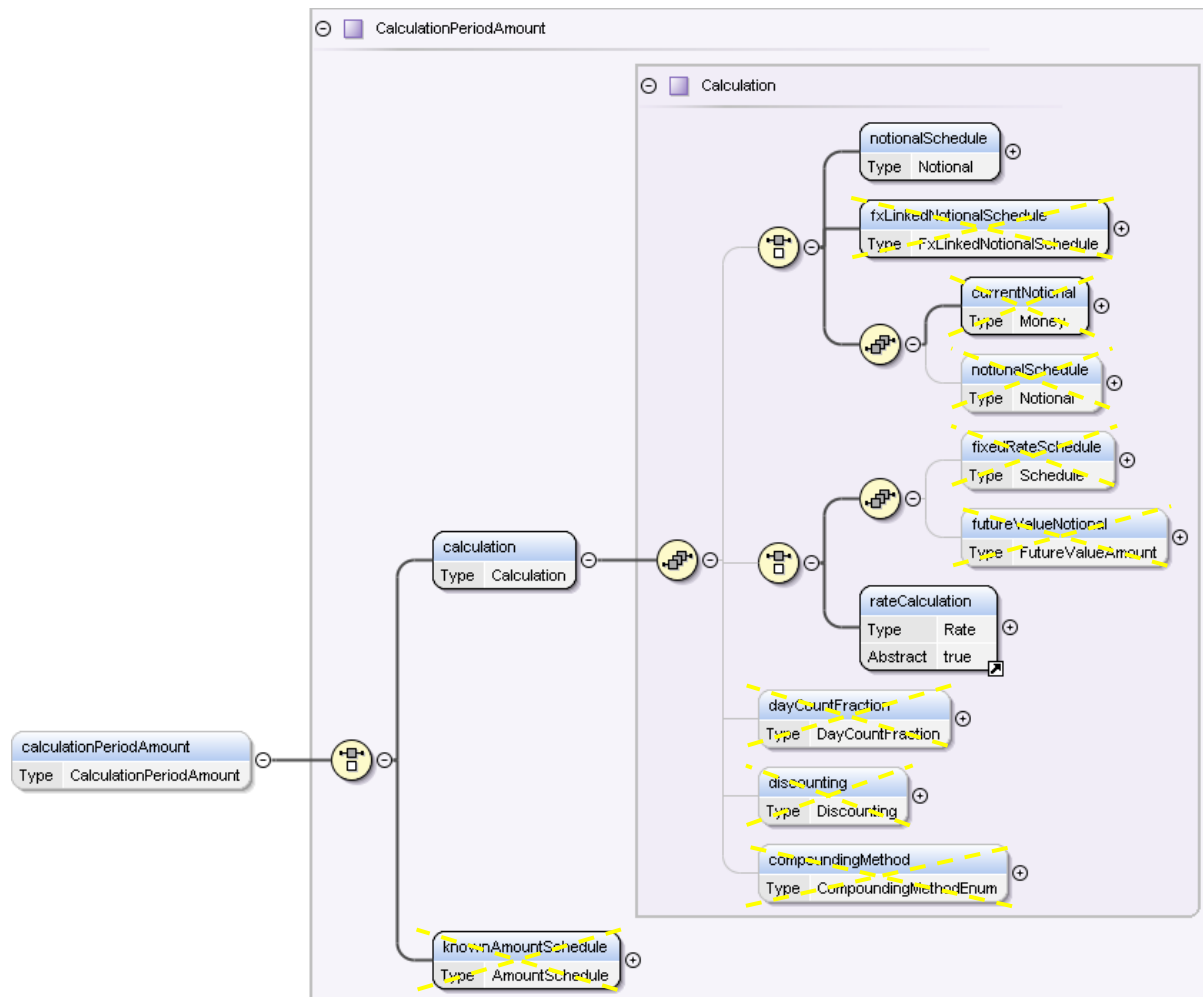 CalculationPeriodAmount
Calculation
notionalSchedule
Type Notional
fxLinkedNotionalSchedule
Type FxLinkedNotionalSchedule
currentNotional
Type Money
notionalSchedule
Type Notional
fixedRateSchedule
Type Schedule
futureValueNotional
Type FutureValueAmount
calculation
Type Calculation
rateCalculation
Type Rate
Abstract true
dayCountFraction
Type DayCountFraction
calculationPeriodAmount
Type CalculationPeriodAmount
discounting
Type Discounting
compoundingMethod
Type CompoundingMethodEnum
knownAmountSchedule
Type AmountSchedule